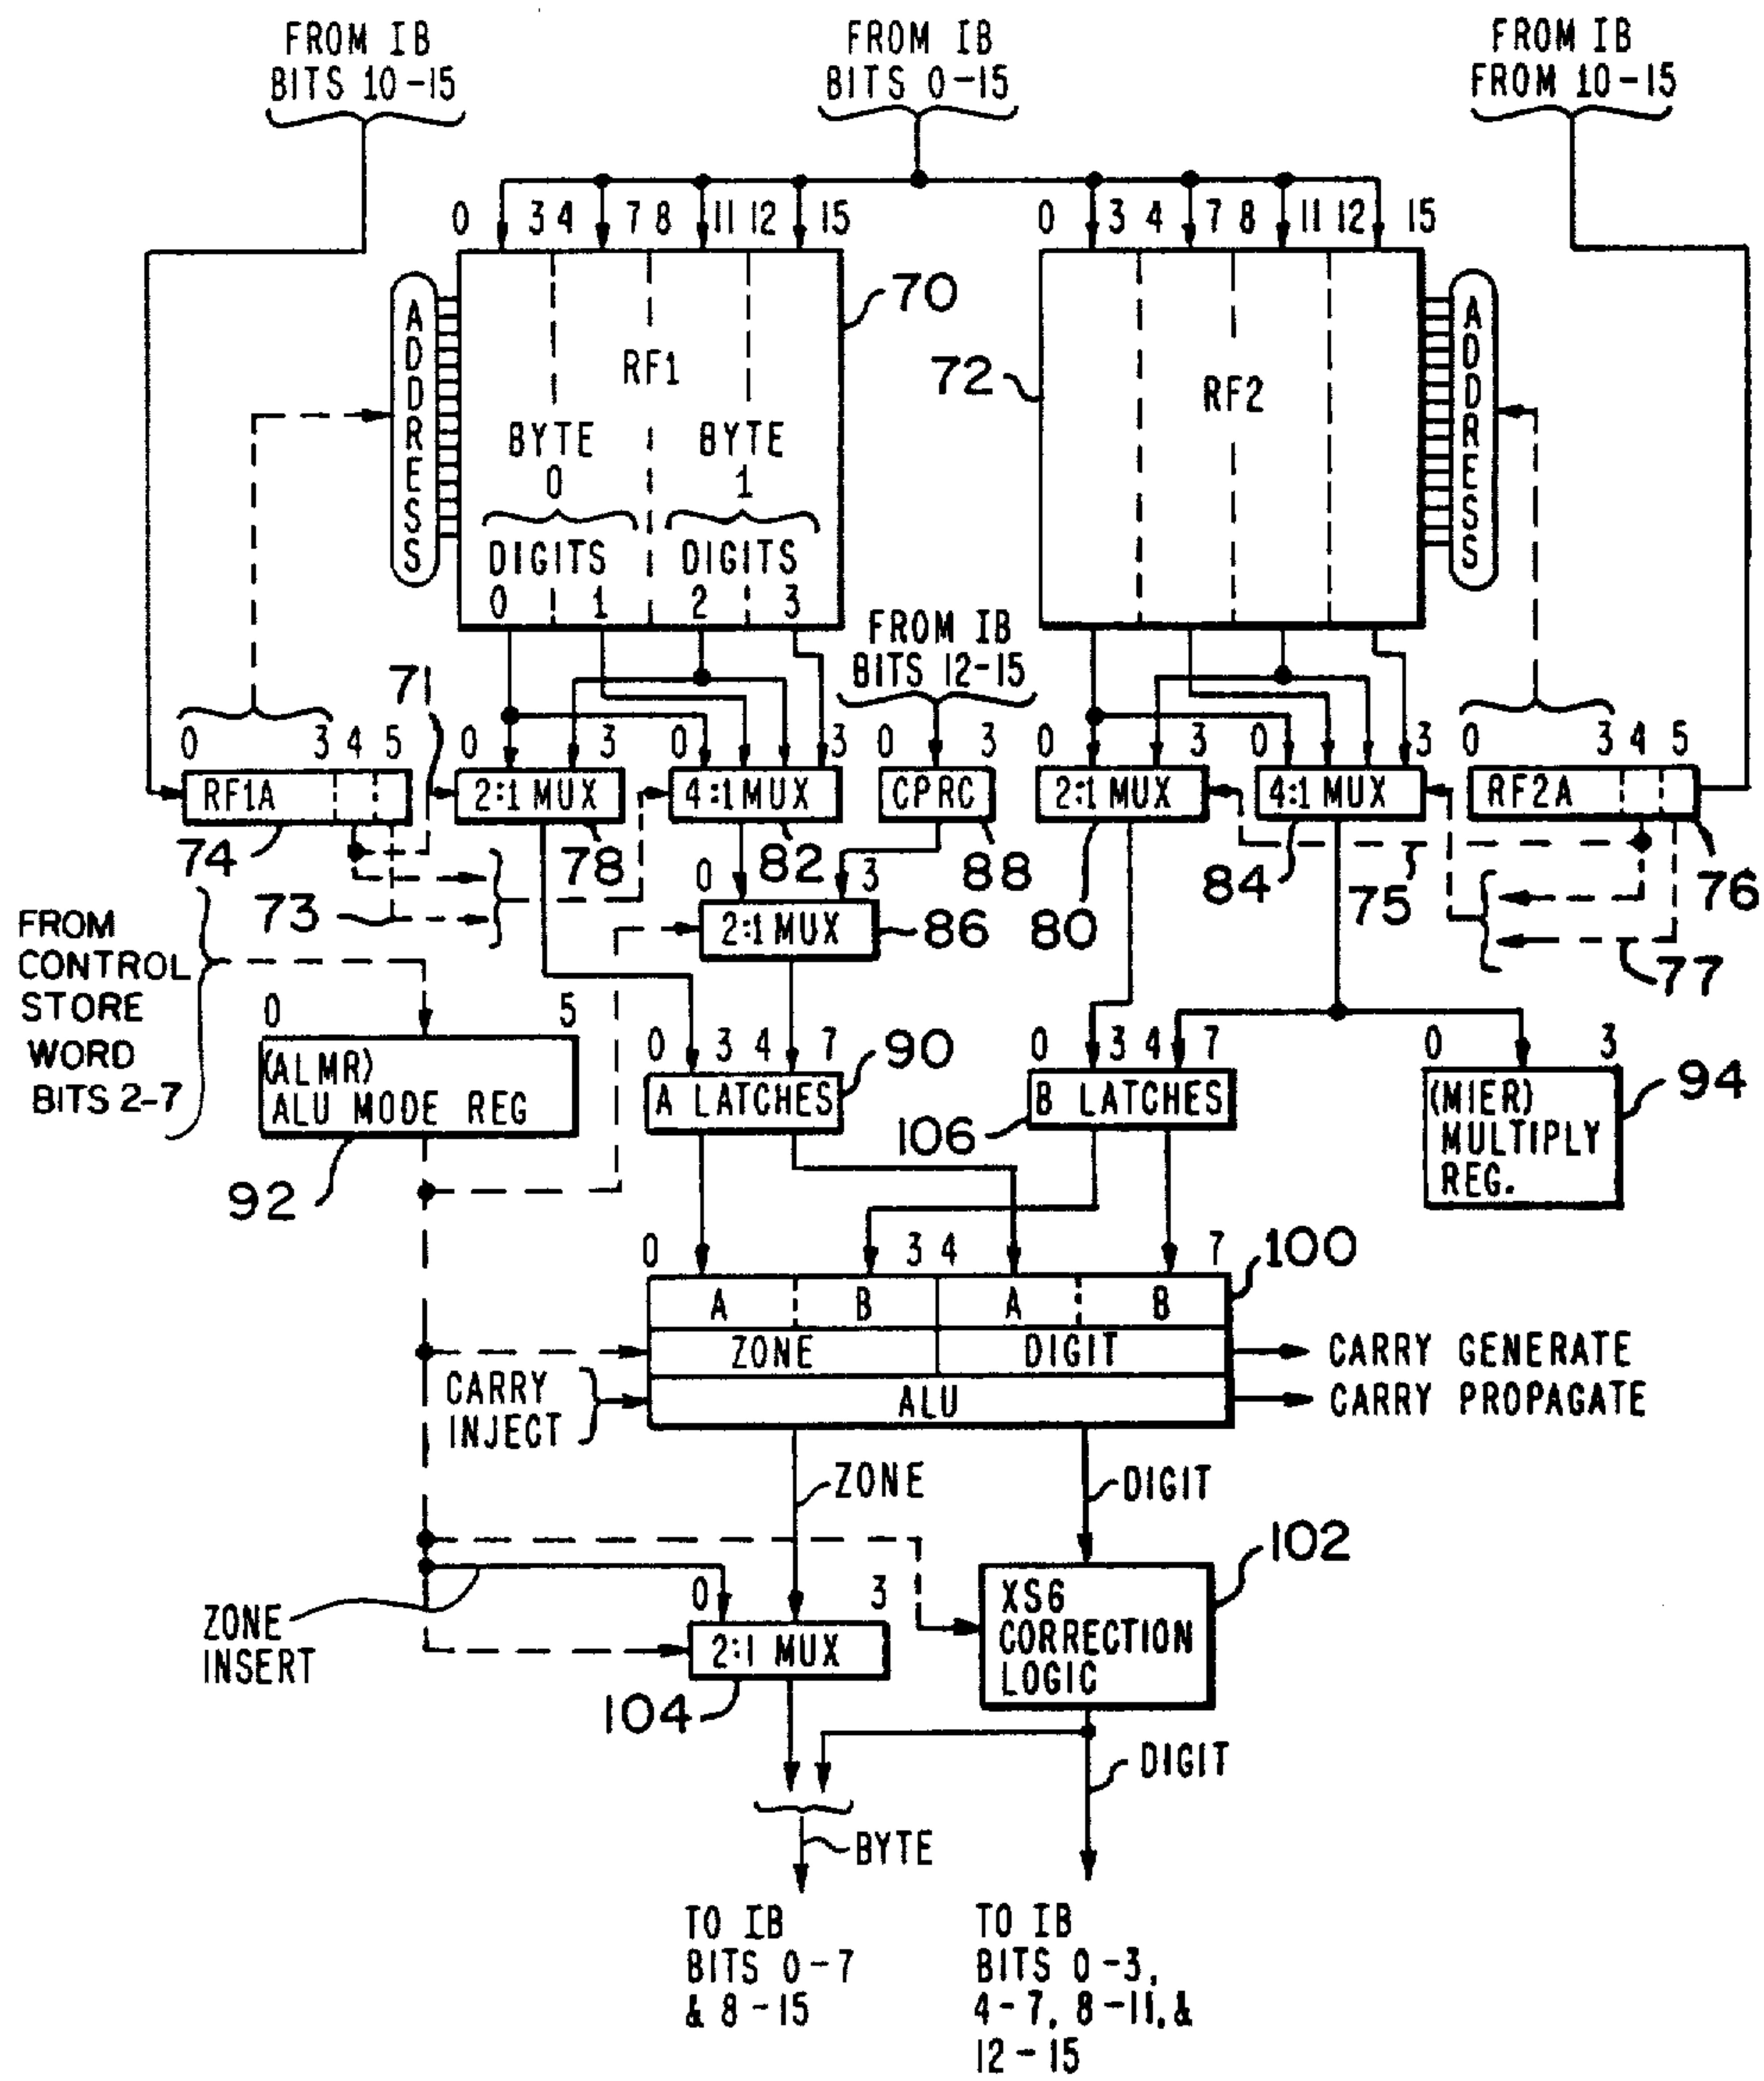 FROM IB
BITS 10-15
FROM IB
BITS 0-15
FROM IB
FROM 10-15
0 3 4 7 8 11 12 15
0 3 4 7 8 11 12 15
ADDRESS
RF1
BYTE
0
BYTE
1
DIGITS
0 1
DIGITS
2 3
70
72
RF2
ADDRESS
FROM IB
BITS 12-15
71
0 3 4 5
0 3
0 3
0 3
0 3
0 3
0 3 4 5
RF1A
2:1 MUX
4:1 MUX
CPRC
2:1 MUX
4:1 MUX
RF2A
74
78
82
88
80
84
75
76
73
77
0 3
2:1 MUX
86
FROM
CONTROL
STORE
WORD
BITS 2-7
0 5
(ALMR)
ALU MODE REG
92
0 3 4 7
A LATCHES
90
0 3 4 7
B LATCHES
106
0 3
(MIER)
MULTIPLY
REG.
94
0 3 4 7
100
A B A B
ZONE DIGIT
ALU
CARRY
INJECT
CARRY GENERATE
CARRY PROPAGATE
ZONE
DIGIT
ZONE
INSERT
0 3
2:1 MUX
104
XS6
CORRECTION
LOGIC
102
DIGIT
BYTE
TO IB
BITS 0-7
& 8-15
TO IB
BITS 0-3,
4-7, 8-11, &
12-15